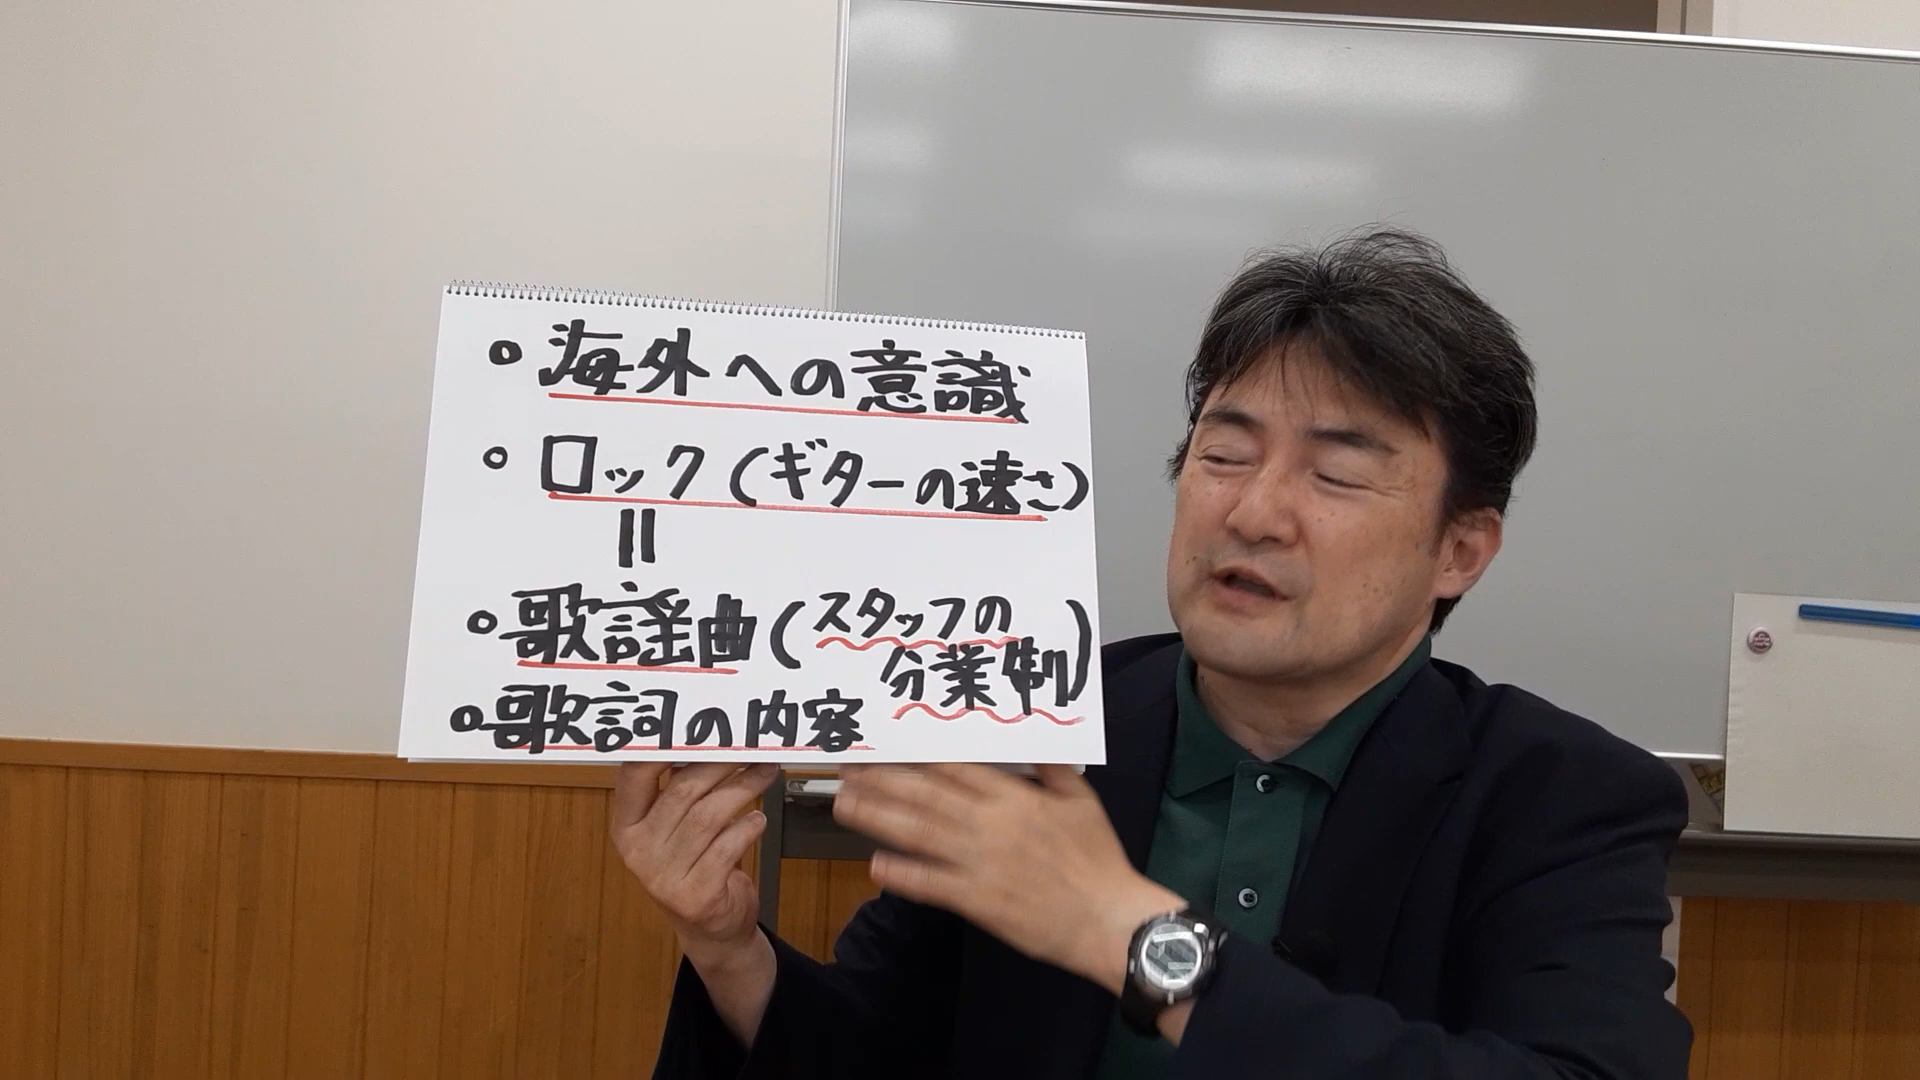 ○海外への意識
○ロック(ギターの速さ)
||
○歌謡曲(スタッフの
分業制)
○歌詞の内容